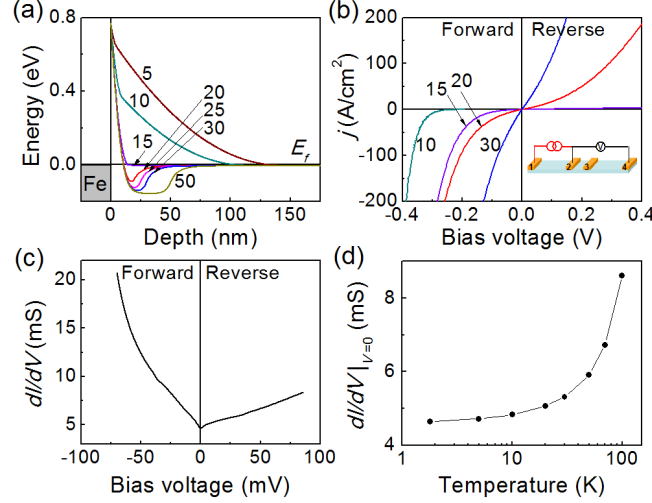 (a)
0.8
0.4
0.0
Energy (eV)
5
10
15
20
25
30
50
E_f
Fe
0 50 100 150
Depth (nm)
(b)
Forward Reverse
200
100
0
-100
-200
j (A/cm²)
10
15
20
30
1 2 3 4
V
-0.4 -0.2 0.0 0.2 0.4
Bias voltage (V)
(c)
Forward Reverse
20
15
10
5
dI/dV (mS)
-100 -50 0 50 100
Bias voltage (mV)
(d)
8
6
4
dI/dV|V=0 (mS)
1 10 100
Temperature (K)